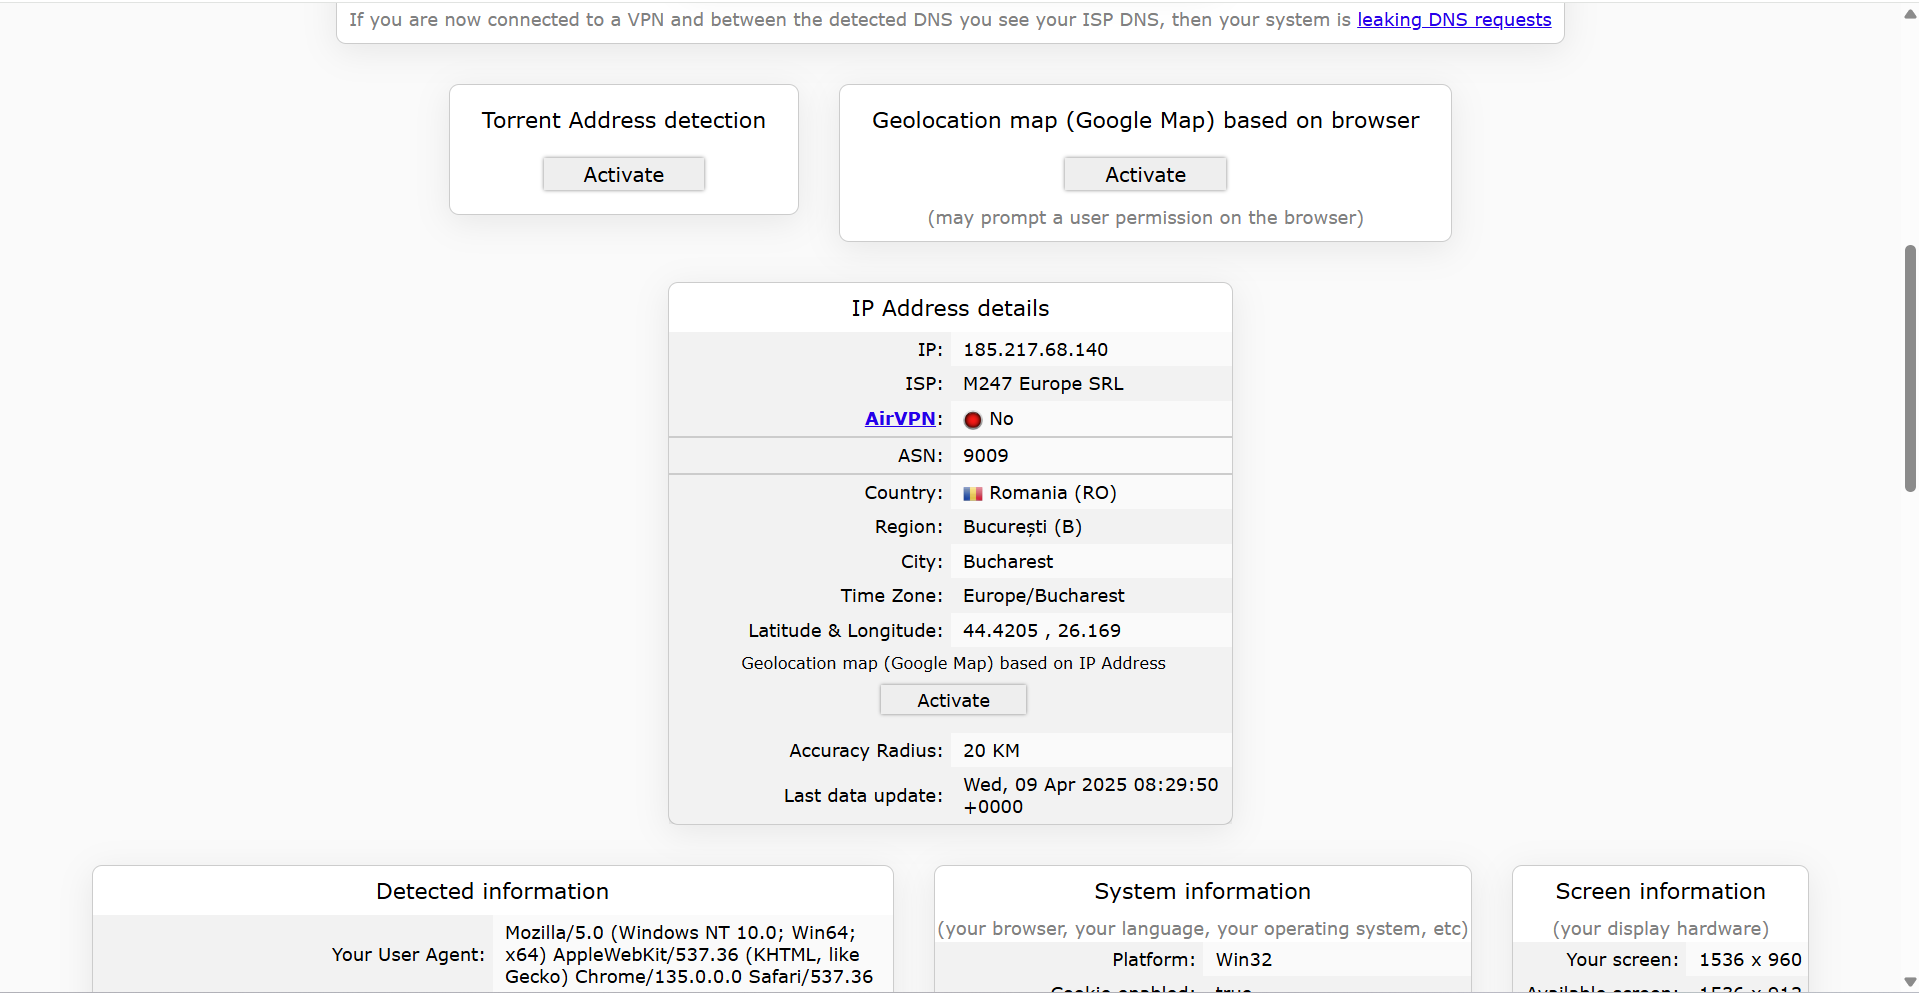 If you are now connected to a VPN and between the detected DNS you see your ISP DNS, then your system is leaking DNS requests
Torrent Address detection
Activate
Geolocation map (Google Map) based on browser
Activate
(may prompt a user permission on the browser)
IP Address details
IP: 185.217.68.140
ISP: M247 Europe SRL
AirVPN: No
ASN: 9009
Country: Romania (RO)
Region: București (B)
City: Bucharest
Time Zone: Europe/Bucharest
Latitude & Longitude: 44.4205 , 26.169
Geolocation map (Google Map) based on IP Address
Activate
Accuracy Radius: 20 KM
Last data update: Wed, 09 Apr 2025 08:29:50
+0000
Detected information
Your User Agent: Mozilla/5.0 (Windows NT 10.0; Win64;
x64) AppleWebKit/537.36 (KHTML, like
Gecko) Chrome/135.0.0.0 Safari/537.36
System information
(your browser, your language, your operating system, etc)
Platform: Win32
Cookie enabled: true
Screen information
(your display hardware)
Your screen: 1536 x 960
Available screen: 1536 x 912